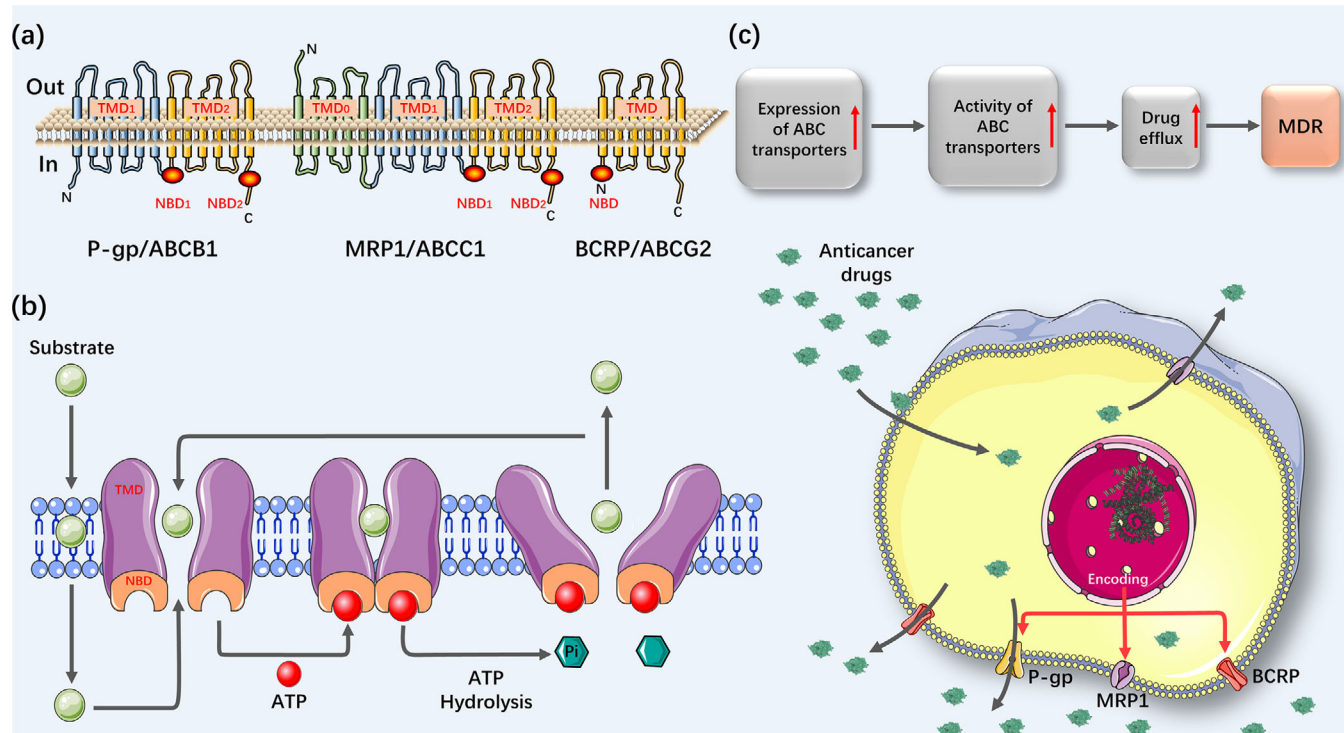 (a)
Out
In
N
TMD1
TMD2
N
NBD1
NBD2
C
P-gp/ABCB1
N
TMD0
TMD1
TMD2
NBD1
NBD2
C
MRP1/ABCC1
TMD
N
NBD
C
BCRP/ABCG2
(b)
Substrate
TMD
NBD
ATP
ATP
Hydrolysis
Pi
(c)
Expression
of ABC
transporters
Activity of
ABC
transporters
Drug
efflux
MDR
Anticancer
drugs
Encoding
P-gp
MRP1
BCRP